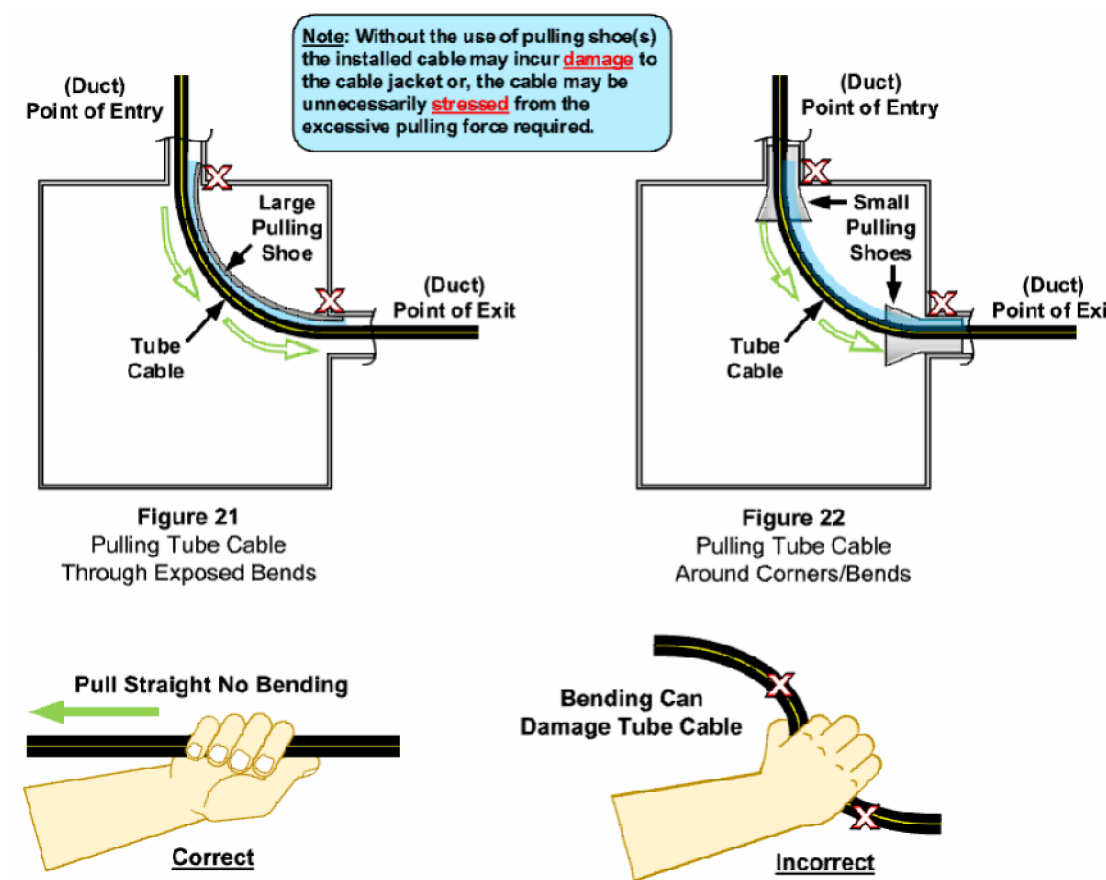 Note: Without the use of pulling shoe(s)
the installed cable may incur damage to
the cable jacket or, the cable may be
unnecessarily stressed from the
excessive pulling force required.
(Duct)
Point of Entry
Large
Pulling
Shoe
(Duct)
Point of Exit
Tube
Cable
Figure 21
Pulling Tube Cable
Through Exposed Bends
(Duct)
Point of Entry
Small
Pulling
Shoes
(Duct)
Point of Exi
Tube
Cable
Figure 22
Pulling Tube Cable
Around Corners/Bends
Pull Straight No Bending
Correct
Bending Can
Damage Tube Cable
Incorrect